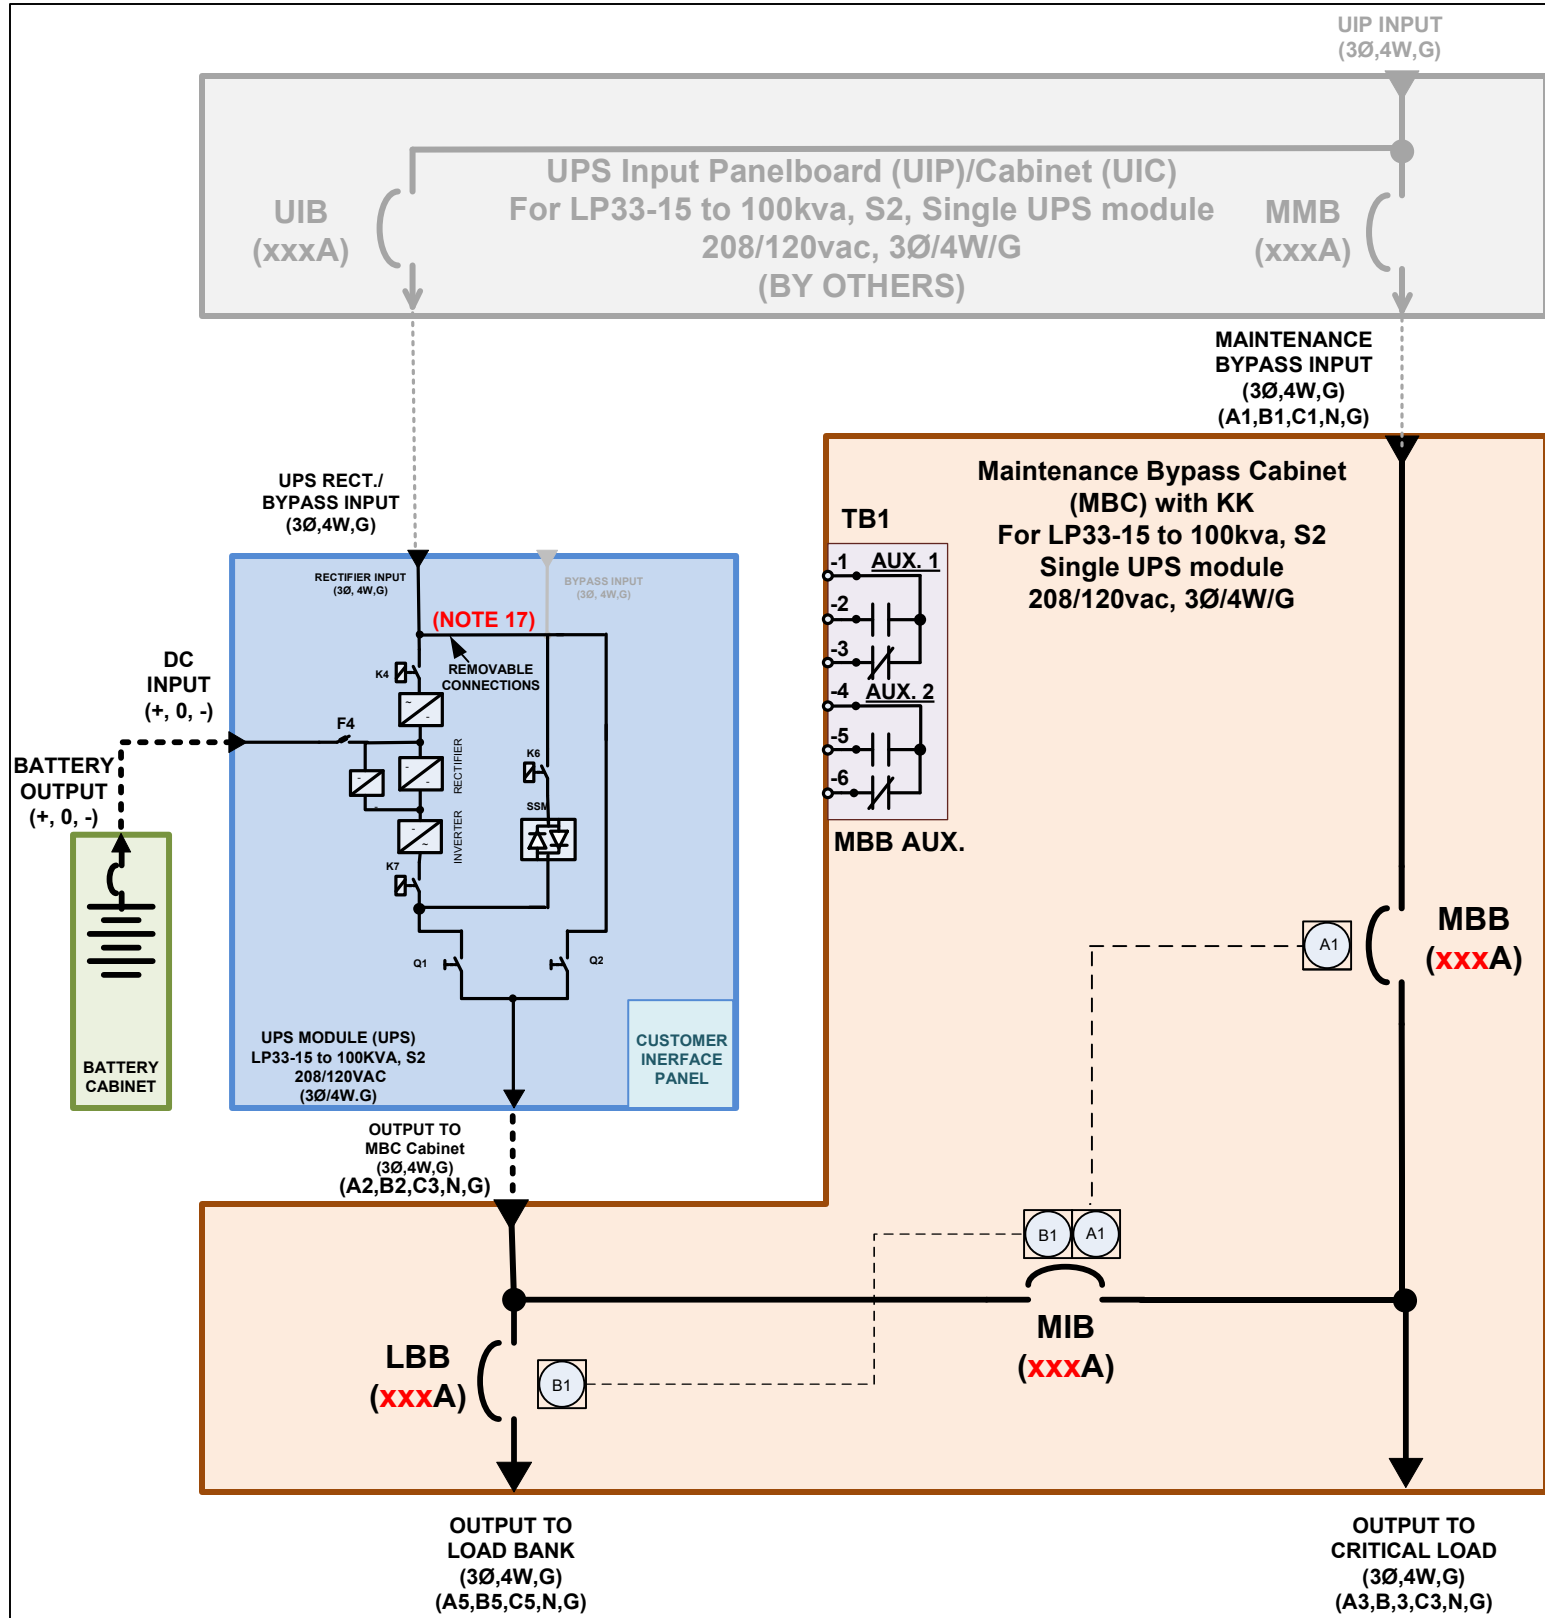 UIP INPUT
(3Ø,4W,G)
UPS Input Panelboard (UIP)/Cabinet (UIC)
For LP33-15 to 100kva, S2, Single UPS module
208/120vac, 3Ø/4W/G
(BY OTHERS)
UIB
(xxxA)
MMB
(xxxA)
MAINTENANCE
BYPASS INPUT
(3Ø,4W,G)
(A1,B1,C1,N,G)
UPS RECT./
BYPASS INPUT
(3Ø,4W,G)
Maintenance Bypass Cabinet
(MBC) with KK
For LP33-15 to 100kva, S2
Single UPS module
208/120vac, 3Ø/4W/G
TB1
-1 AUX. 1
-2
-3
-4 AUX. 2
-5
-6
MBB AUX.
RECTIFIER INPUT
(3Ø, 4W,G)
BYPASS INPUT
(3Ø, 4W,G)
(NOTE 17)
REMOVABLE
CONNECTIONS
K4
DC
INPUT
(+, 0, -)
F4
RECTIFIER
K6
SSM
INVERTER
K7
BATTERY
OUTPUT
(+, 0, -)
Q1
Q2
MBB
(xxxA)
A1
UPS MODULE (UPS)
LP33-15 to 100KVA, S2
208/120VAC
(3Ø/4W.G)
CUSTOMER
INERFACE
PANEL
BATTERY
CABINET
OUTPUT TO
MBC Cabinet
(3Ø,4W,G)
(A2,B2,C3,N,G)
B1
A1
MIB
(xxxA)
LBB
(xxxA)
B1
OUTPUT TO
LOAD BANK
(3Ø,4W,G)
(A5,B5,C5,N,G)
OUTPUT TO
CRITICAL LOAD
(3Ø,4W,G)
(A3,B,3,C3,N,G)